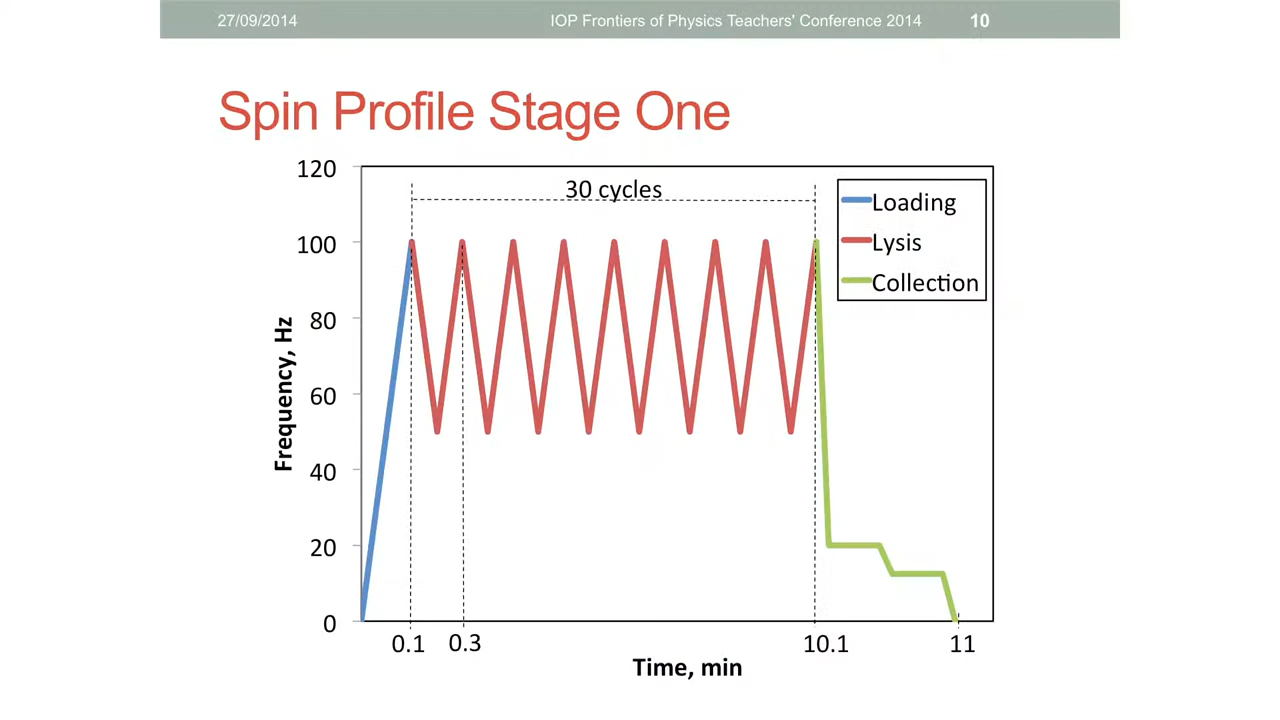 27/09/2014 IOP Frontiers of Physics Teachers' Conference 2014 10
Spin Profile Stage One
120
100
80
60
40
20
0
Frequency, Hz
30 cycles
Loading
Lysis
Collection
0.1 0.3 10.1 11
Time, min